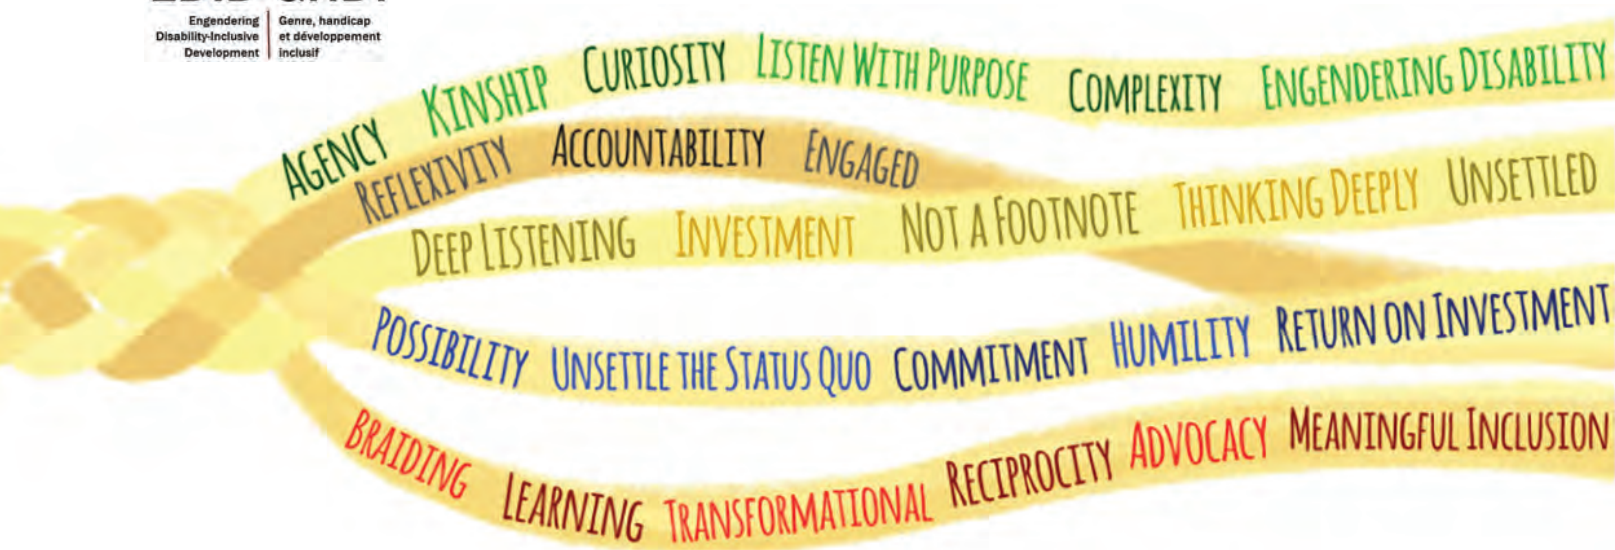 Engendering
Disability-Inclusive
Development
Genre, handicap
et développement
inclusif
AGENCY KINSHIP CURIOSITY LISTEN WITH PURPOSE COMPLEXITY ENGENDERING DISABILITY
REFLEXIVITY ACCOUNTABILITY ENGAGED
DEEP LISTENING INVESTMENT NOT A FOOTNOTE THINKING DEEPLY UNSETTLED
POSSIBILITY UNSETTLE THE STATUS QUO COMMITMENT HUMILITY RETURN ON INVESTMENT
BRAIDING LEARNING TRANSFORMATIONAL RECIPROCITY ADVOCACY MEANINGFUL INCLUSION